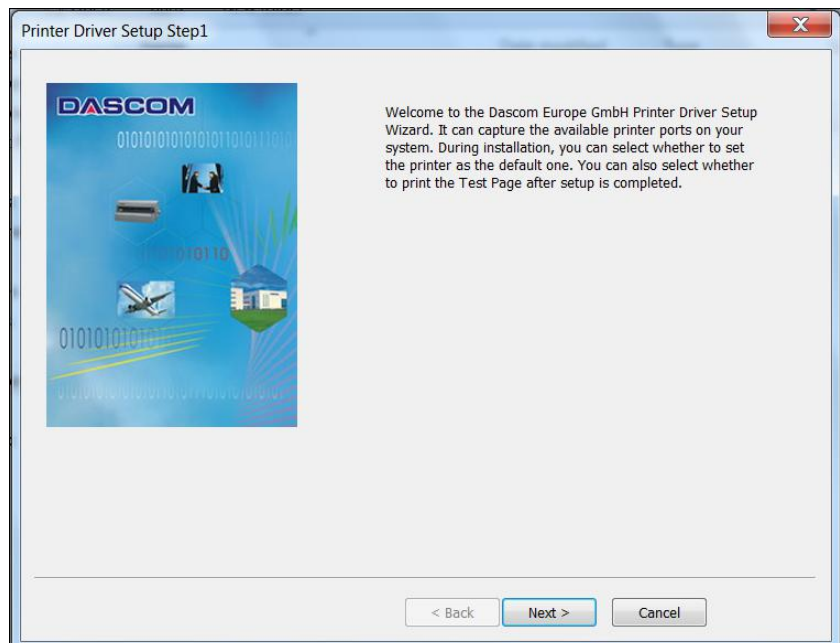 Printer Driver Setup Step1
DASCOM
Welcome to the Dascom Europe GmbH Printer Driver Setup
Wizard. It can capture the available printer ports on your
system. During installation, you can select whether to set
the printer as the default one. You can also select whether
to print the Test Page after setup is completed.
< Back
Next >
Cancel